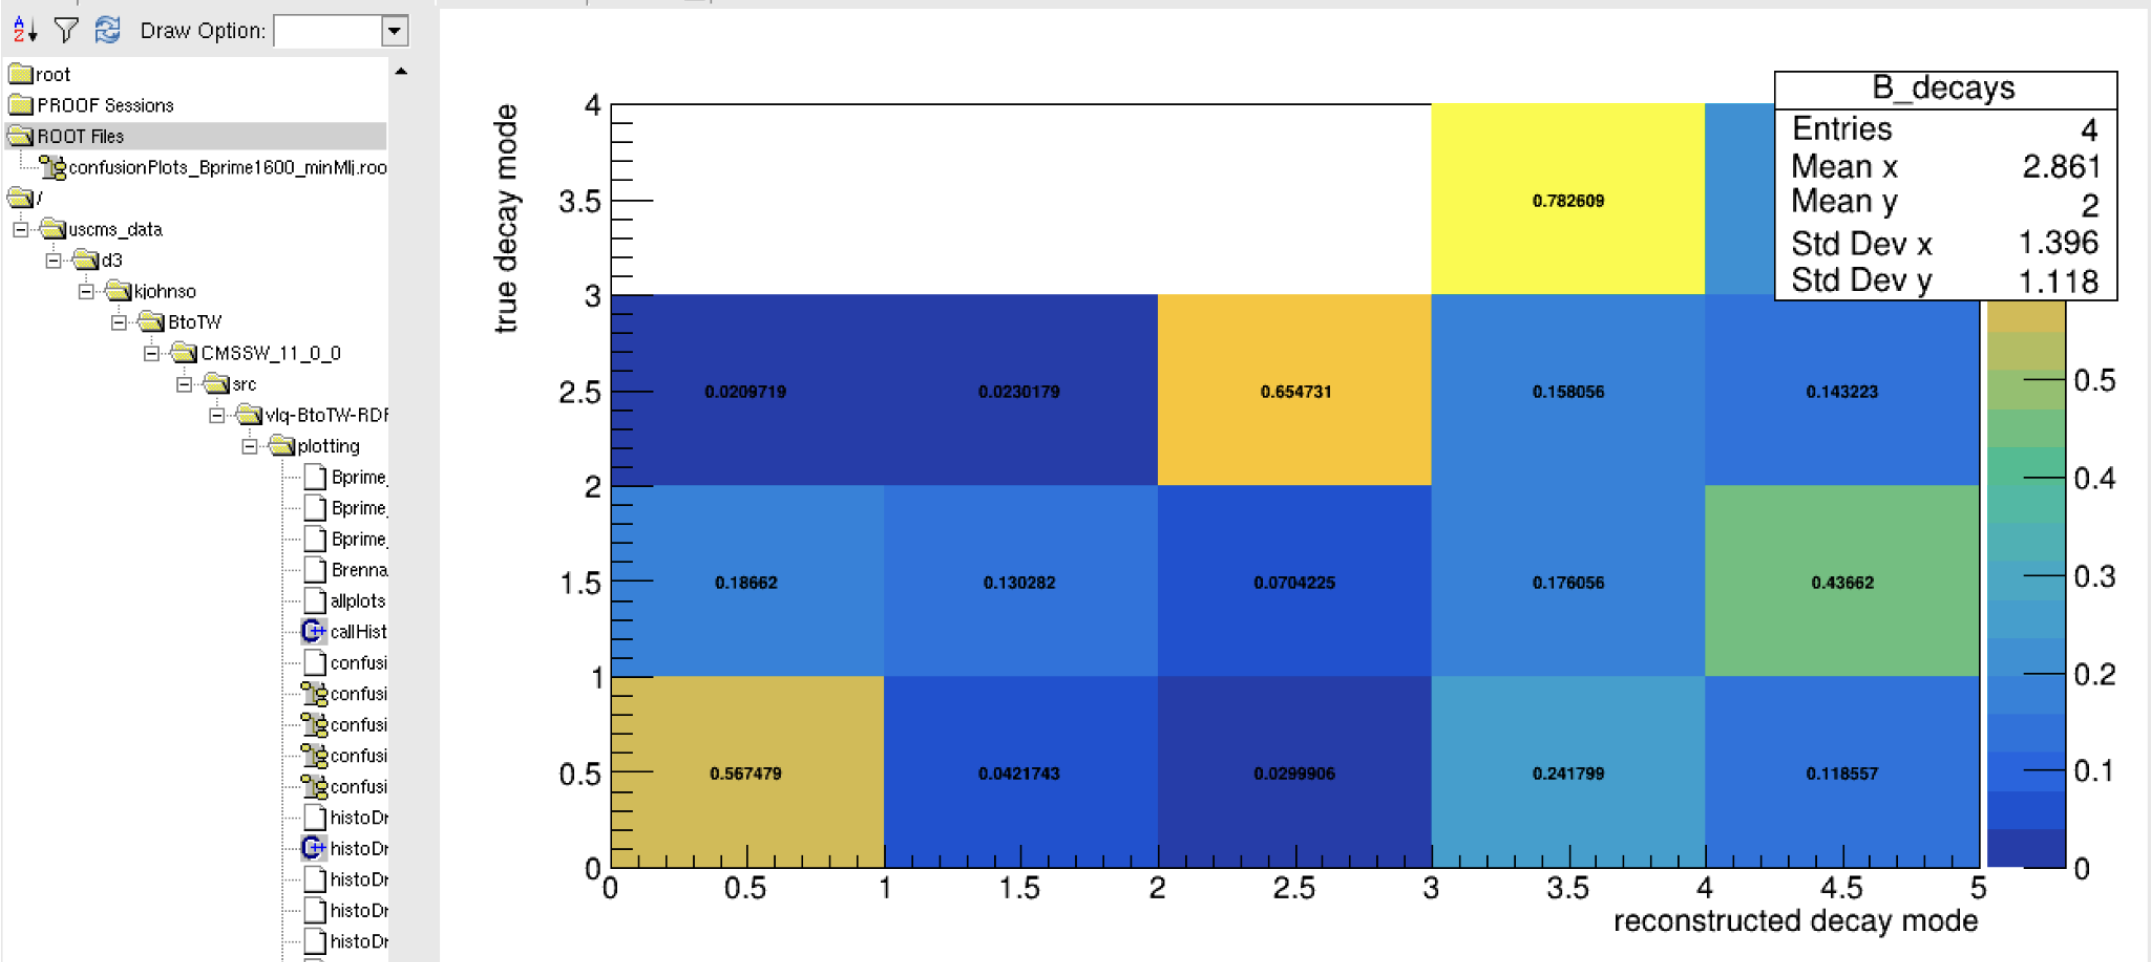 Draw Option:
root
PROOF Sessions
ROOT Files
confusionPlots_Bprime1600_minMlj.roo
/
uscms_data
d3
kjohnso
BtoTW
CMSSW_11_0_0
src
vlq-BtoTW-RDF
plotting
Bprime_
Bprime_
Bprime_
Brenna
allplots
callHist
confusi
confusi
confusi
confusi
confusi
histoDr
histoDr
histoDr
histoDr
histoDr
true decay mode
4
3.5
3
2.5
2
1.5
1
0.5
0
B_decays
Entries 4
Mean x 2.861
Mean y 2
Std Dev x 1.396
Std Dev y 1.118
0.782609
0.0209719 0.0230179 0.654731 0.158056 0.143223
0.18662 0.130282 0.0704225 0.176056 0.43662
0.567479 0.0421743 0.0299906 0.241799 0.118557
0 0.5 1 1.5 2 2.5 3 3.5 4 4.5 5
reconstructed decay mode
0.5
0.4
0.3
0.2
0.1
0